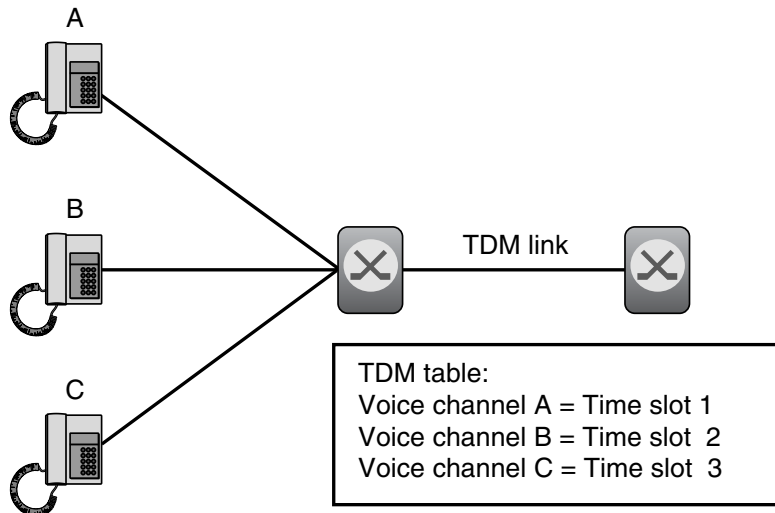 A
B
TDM link
C
TDM table:
Voice channel A = Time slot 1
Voice channel B = Time slot 2
Voice channel C = Time slot 3